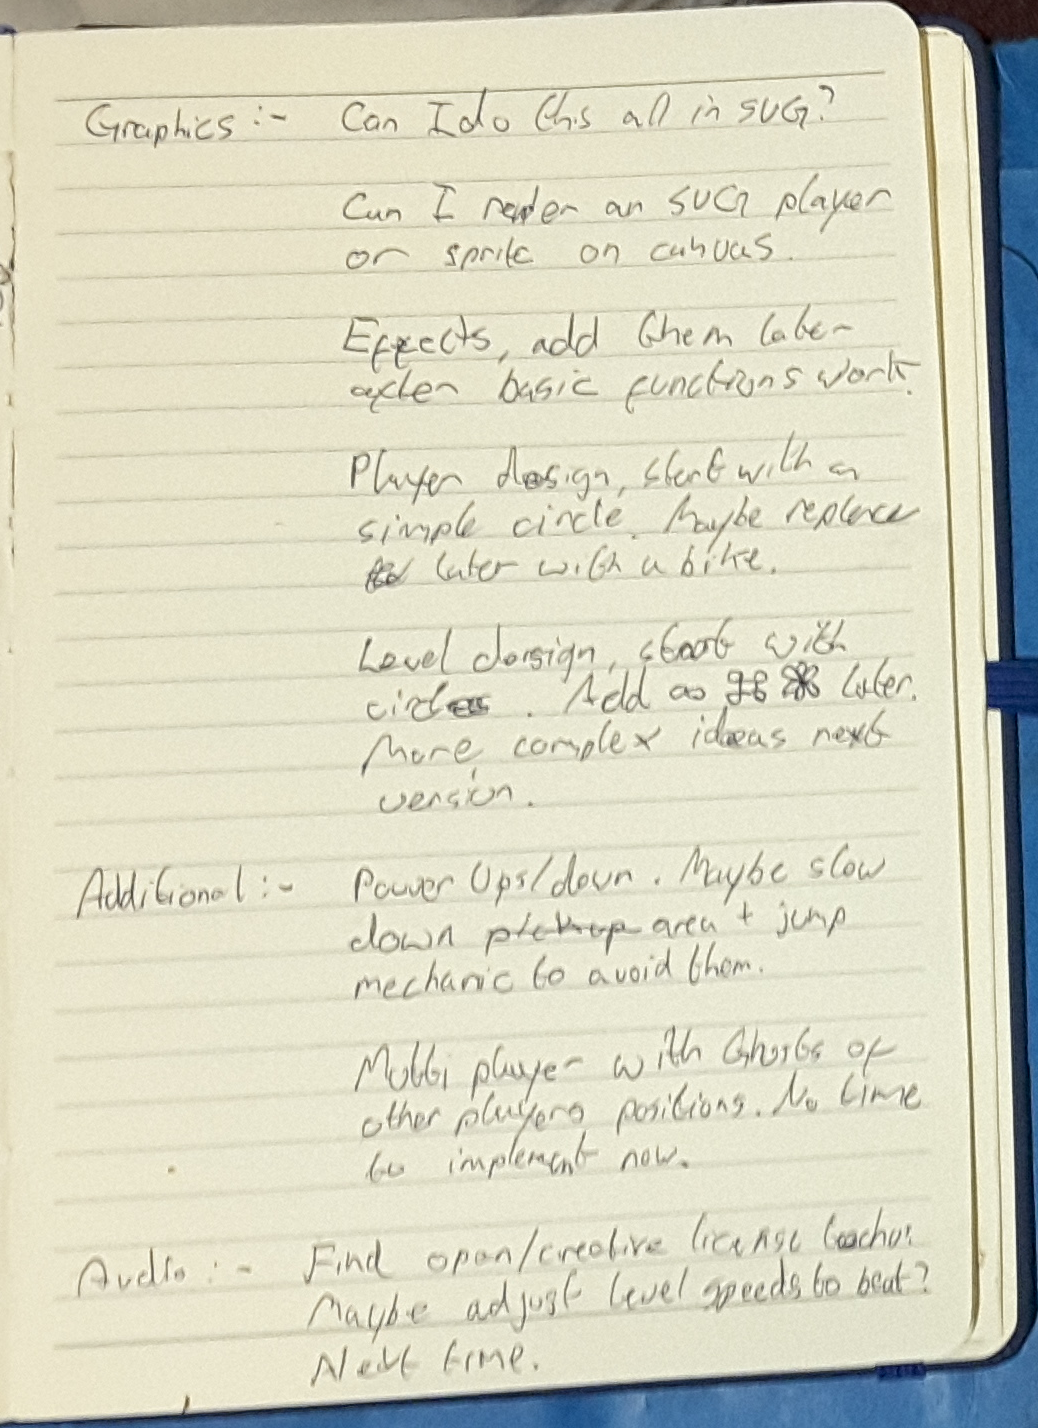 Graphics :- Can I do this all in SVG?
Can I render an SVG player
or sprite on canvas.
Effects, add them later
after basic functions work.
Player design, start with a
simple circle. Maybe replace
later with a bike.
Level design, start with
circles. Add later.
More complex ideas next
version.
Additional :- Power Ups/down. Maybe slow
down pickup area + jump
mechanic to avoid them.
Multi player with Ghosts of
other players positions. No time
to implement now.
Audio :- Find open/creative license
Maybe adjust level speeds to beat?
Next time.